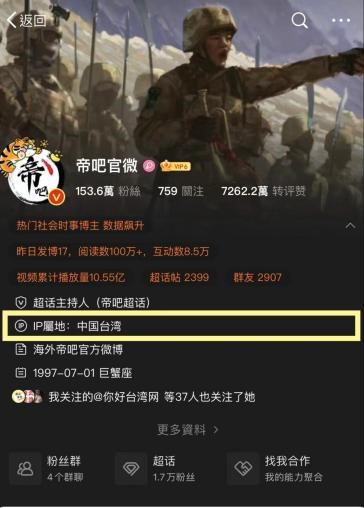 返回
帝吧
帝吧官微 VIP6
153.6萬 粉絲 759 關注 7262.2萬 转评赞
热门社会时事博主 数据飙升
昨日发博17，阅读数100万+，互动数8.5万
视频累计播放量10.55亿 超话帖 2399 群友 2907
超话主持人（帝吧超话）
IP IP屬地：中国台湾
海外帝吧官方微博
1997-07-01 巨蟹座
我关注的@你好台湾网 等37人也关注了她
更多資料
粉丝群 超话 找我合作
4个群聊 1.7万粉丝 我的能力聚合